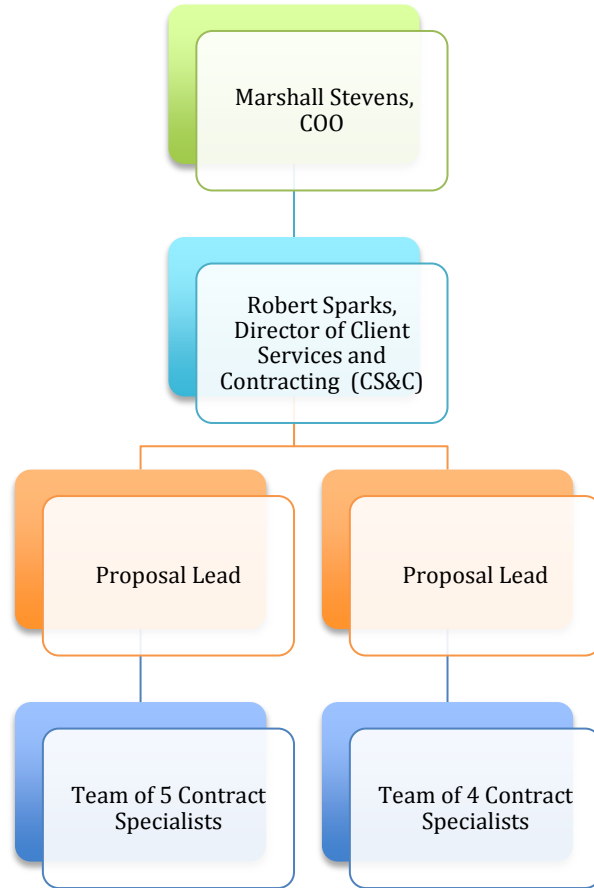 Marshall Stevens,
COO
Robert Sparks,
Director of Client
Services and
Contracting (CS&C)
Proposal Lead
Proposal Lead
Team of 5 Contract
Specialists
Team of 4 Contract
Specialists